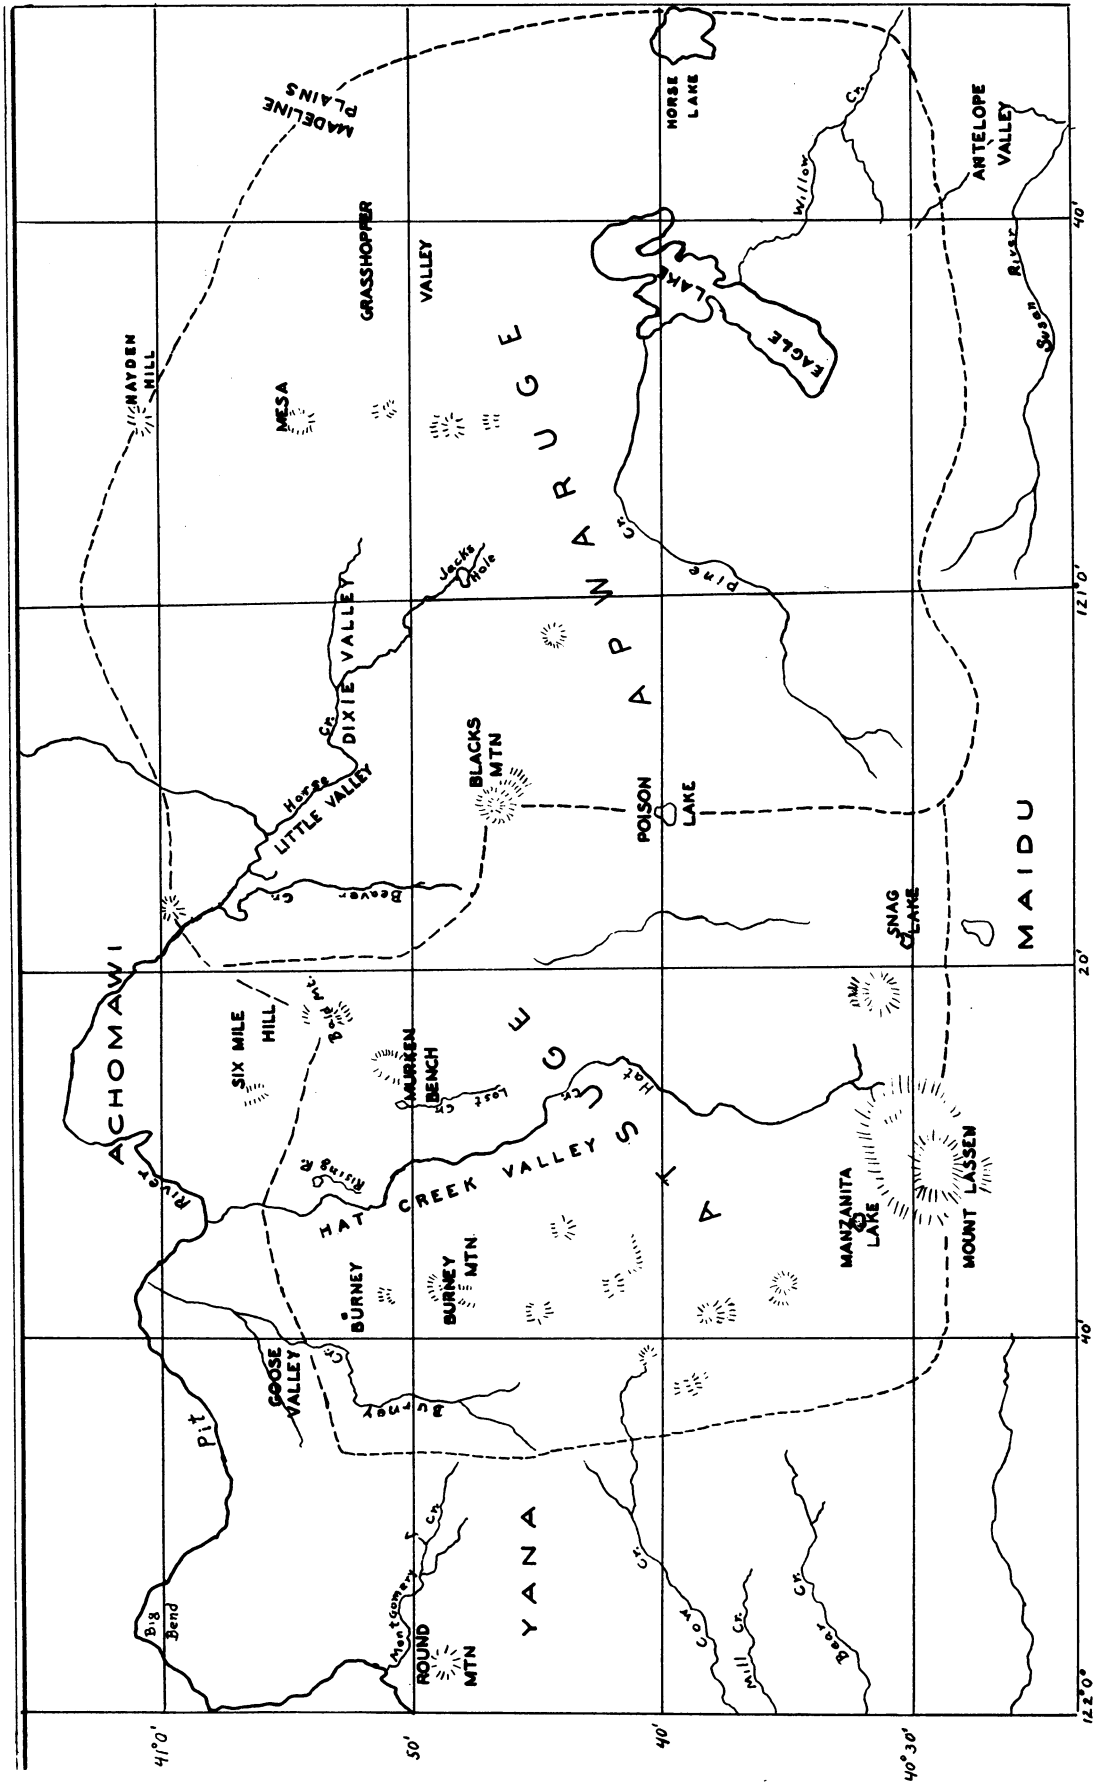 MADELINE
PLAINS
HORSE
LAKE
Cr.
Willow
ANTELOPE
VALLEY
GRASSHOPPER
VALLEY
HAYDEN
HILL
MESA
EAGLE
LAKE
River
Susan
APWARUGE
Cr.
Pine
Jacks
Hole
DIXIE VALLEY
Cr.
Horse
LITTLE VALLEY
BLACKS
MTN
POISON
LAKE
Beaver
Cr.
SNAG
LAKE
MAIDU
ACHOMAWI
SIX MILE
HILL
Bald Mt.
MURKEN
BENCH
Lost
Cr.
Hat
Cr.
ATSUGE
River
Rising
R.
HAT CREEK VALLEY
MANZANITA
LAKE
MOUNT LASSEN
BURNEY
BURNEY
MTN
GOOSE
VALLEY
Burney
Cr.
Pit
Big
Bend
Montgomery
Cr.
ROUND
MTN
YANA
Cow
Cr.
Mill
Cr.
Bear
Cr.
41°0'
50'
40'
40°30'
40'
121°0'
20'
40'
122°0'